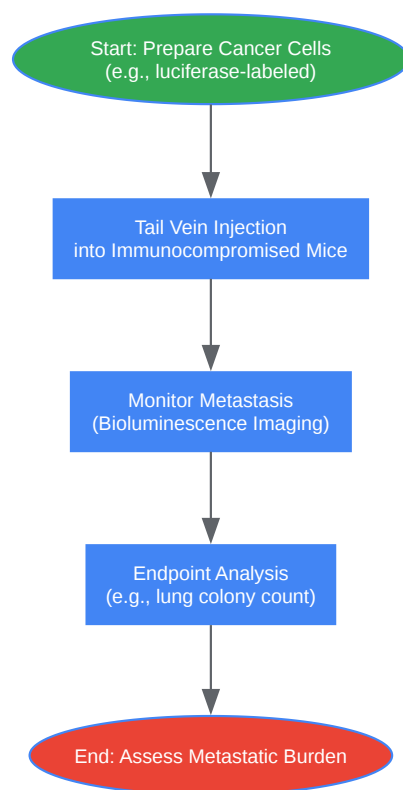 Start: Prepare Cancer Cells
(e.g., luciferase-labeled)
Tail Vein Injection
into Immunocompromised Mice
Monitor Metastasis
(Bioluminescence Imaging)
Endpoint Analysis
(e.g., lung colony count)
End: Assess Metastatic Burden